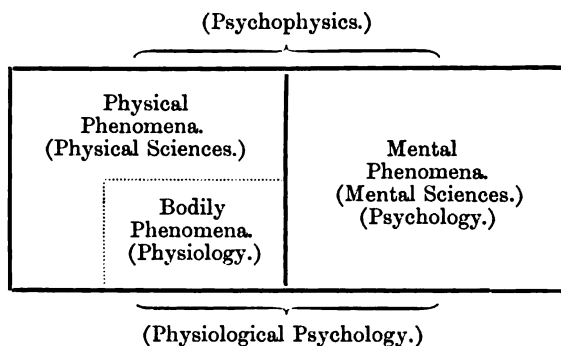 (Psychophysics.)
Physical
Phenomena.
(Physical Sciences.)
Bodily
Phenomena.
(Physiology.)
Mental
Phenomena.
(Mental Sciences.)
(Psychology.)
(Physiological Psychology.)